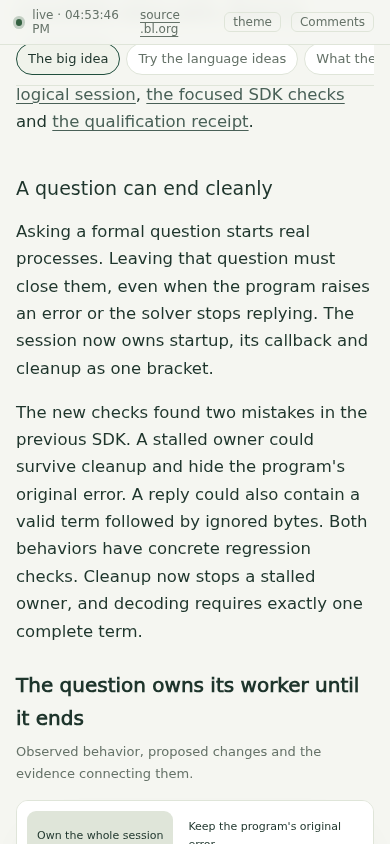 live · 04:53:46 PM
source .bl.org
theme
Comments
The big idea
Try the language ideas
What the
logical session, the focused SDK checks
and the qualification receipt.
A question can end cleanly
Asking a formal question starts real
processes. Leaving that question must
close them, even when the program raises
an error or the solver stops replying. The
session now owns startup, its callback and
cleanup as one bracket.
The new checks found two mistakes in the
previous SDK. A stalled owner could
survive cleanup and hide the program's
original error. A reply could also contain a
valid term followed by ignored bytes. Both
behaviors have concrete regression
checks. Cleanup now stops a stalled
owner, and decoding requires exactly one
complete term.
The question owns its worker until
it ends
Observed behavior, proposed changes and the
evidence connecting them.
Own the whole session
Keep the program's original